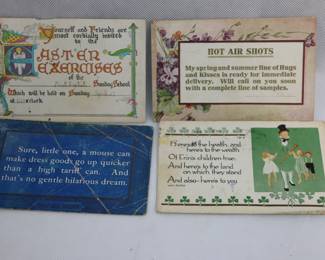 Yourself and Friends are
most cordially invited
to the
EASTER
EXERCISES
of the
Sunday School
Which will be held on Sunday
at o'clock
HOT AIR SHOTS
My spring and summer line of Hugs
and Kisses is ready for immediate
delivery. Will call on you soon
with a complete line of samples.
Sure, little one, a mouse can
make dress goods go up quicker
than a high tariff can. And
that's no gentle hilarious dream.
Here's to the health, and
here's to the wealth
Of Erin's children true.
And here's to the land
on which they stand
And also - here's to you